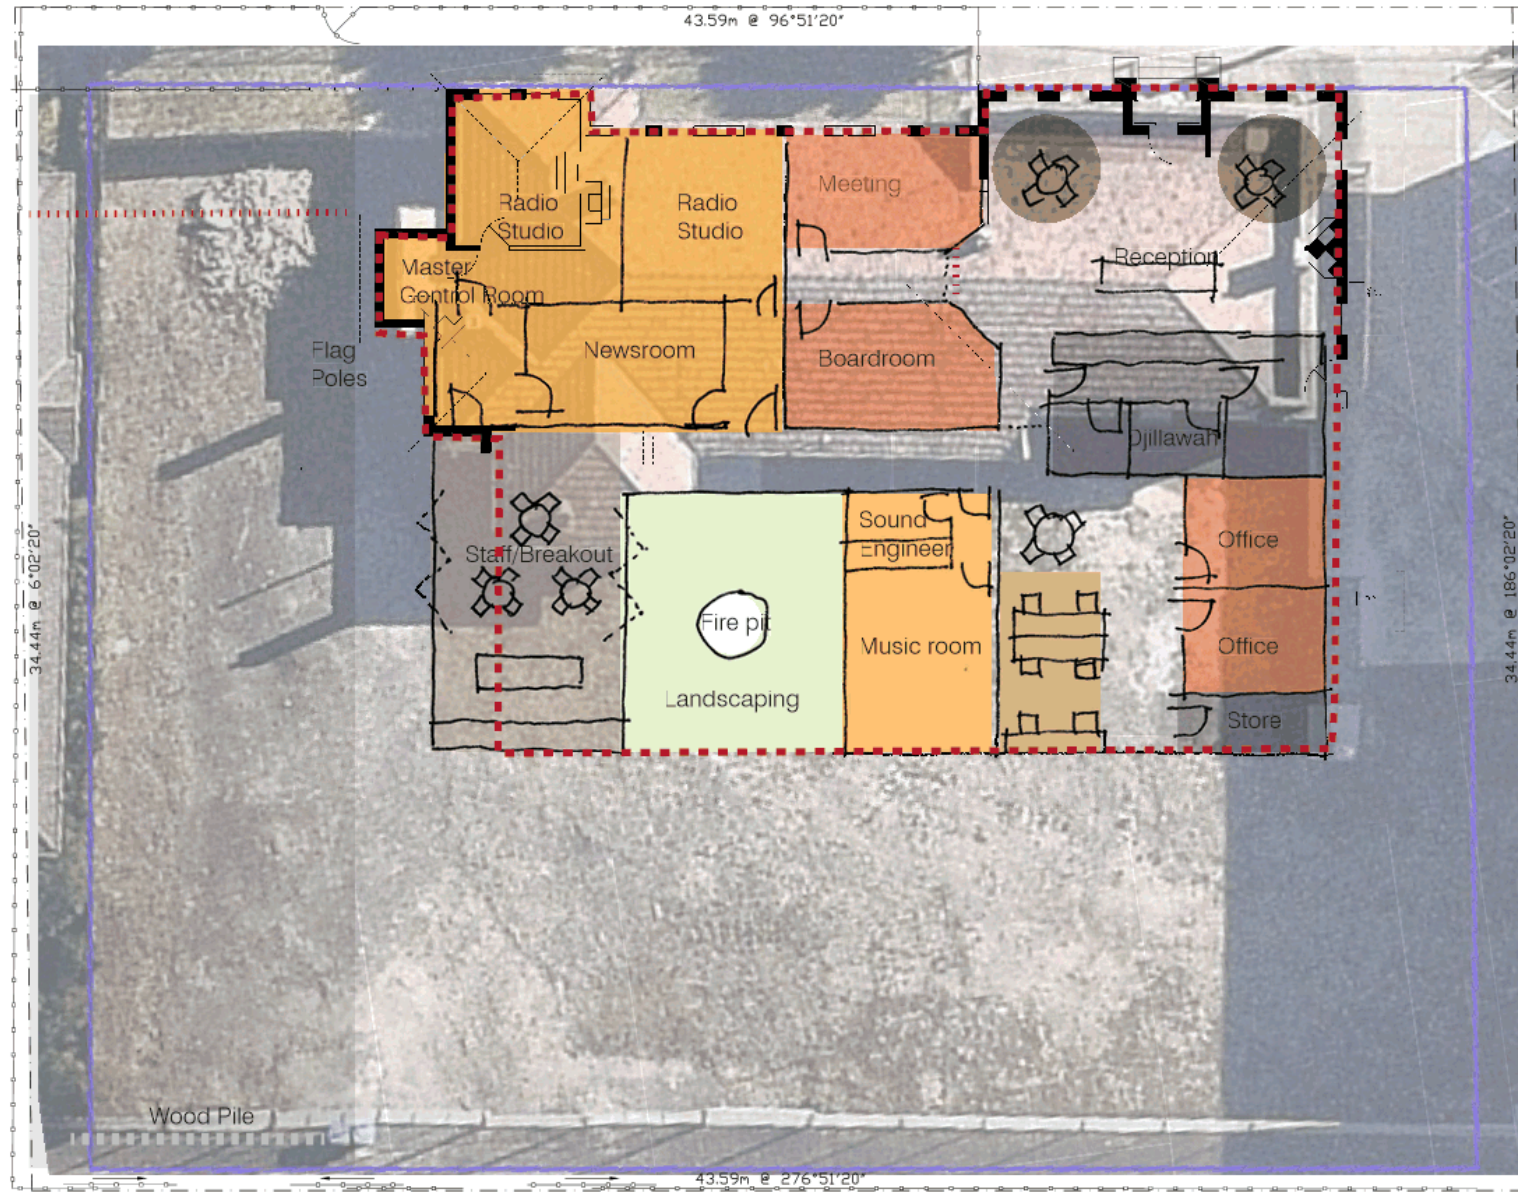 43.59m @ 96°51'20"
Radio
Studio
Radio
Studio
Meeting
Reception
Master
Control Room
Newsroom
Boardroom
Flag
Poles
Djillawah
Sound
Engineer
Office
Staff/Breakout
34.44m @ 6°02'20"
34.44m @ 186°02'20"
Fire pit
Music room
Office
Landscaping
Store
Wood Pile
43.59m @ 276°51'20"